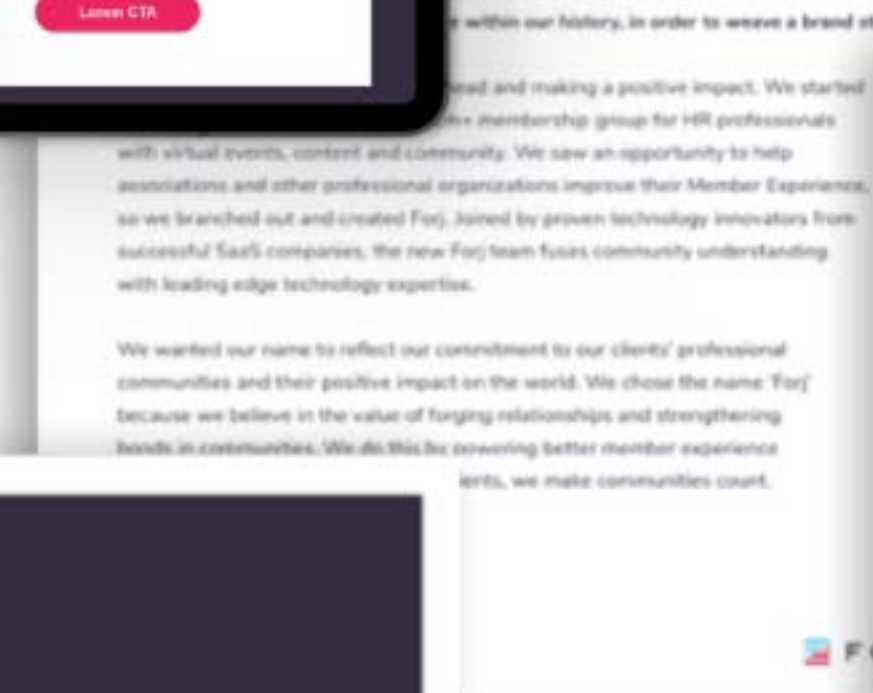 Lorem CTA
within our history, in order to weave a brand
and making a positive impact. We started
membership group for HR professionals
with virtual events, content and community. We saw an opportunity to help
associations and other professional organizations improve their Member Experience,
so we branched out and created Forj. Joined by proven technology innovators from
successful SaaS companies, the new Forj team fuses community understanding
with leading edge technology expertise.
We wanted our name to reflect our commitment to our clients' professional
communities and their positive impact on the world. We chose the name 'Forj'
because we believe in the value of forging relationships and strengthening
bonds in communities. We do this by powering better member experience
we make communities count.
F